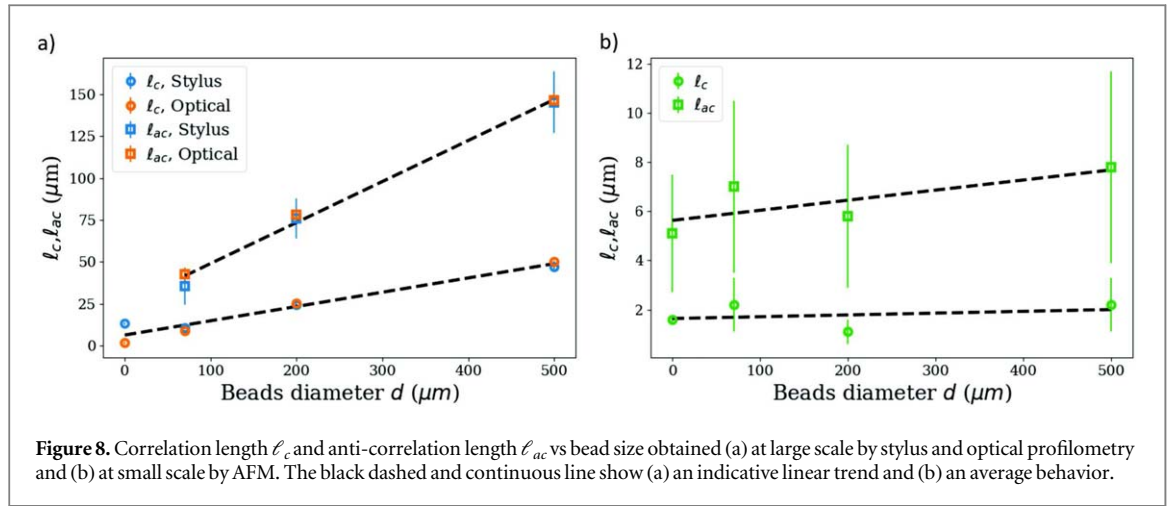 a)
ℓc, Stylus
ℓc, Optical
ℓac, Stylus
ℓac, Optical
150
125
100
75
50
25
0
ℓc,ℓac (μm)
0 100 200 300 400 500
Beads diameter d (μm)
b)
ℓc
ℓac
12
10
8
6
4
2
ℓc,ℓac (μm)
0 100 200 300 400 500
Beads diameter d (μm)
Figure 8. Correlation length ℓc and anti-correlation length ℓac vs bead size obtained (a) at large scale by stylus and optical profilometry
and (b) at small scale by AFM. The black dashed and continuous line show (a) an indicative linear trend and (b) an average behavior.